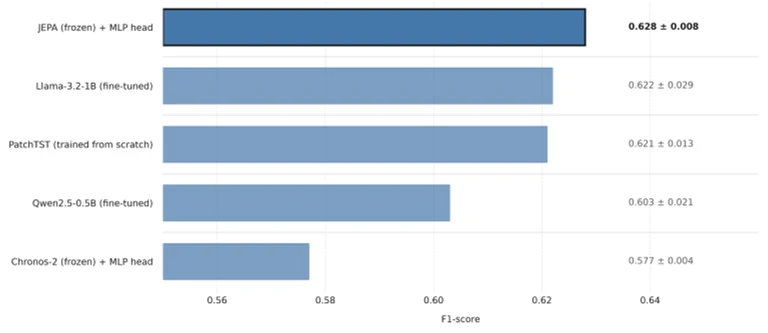 JEPA (frozen) + MLP head 0.628 ± 0.008
Llama-3.2-1B (fine-tuned) 0.622 ± 0.029
PatchTST (trained from scratch) 0.621 ± 0.013
Qwen2.5-0.5B (fine-tuned) 0.603 ± 0.021
Chronos-2 (frozen) + MLP head 0.577 ± 0.004
0.56 0.58 0.60 0.62 0.64
F1-score